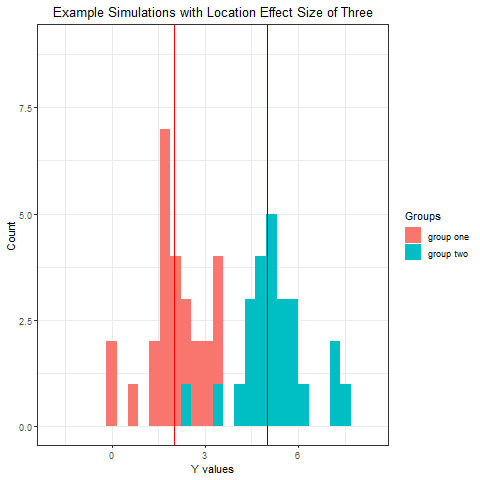 Example Simulations with Location Effect Size of Three
7.5
5.0
2.5
0.0
Count
0
3
6
Y values
Groups
group one
group two